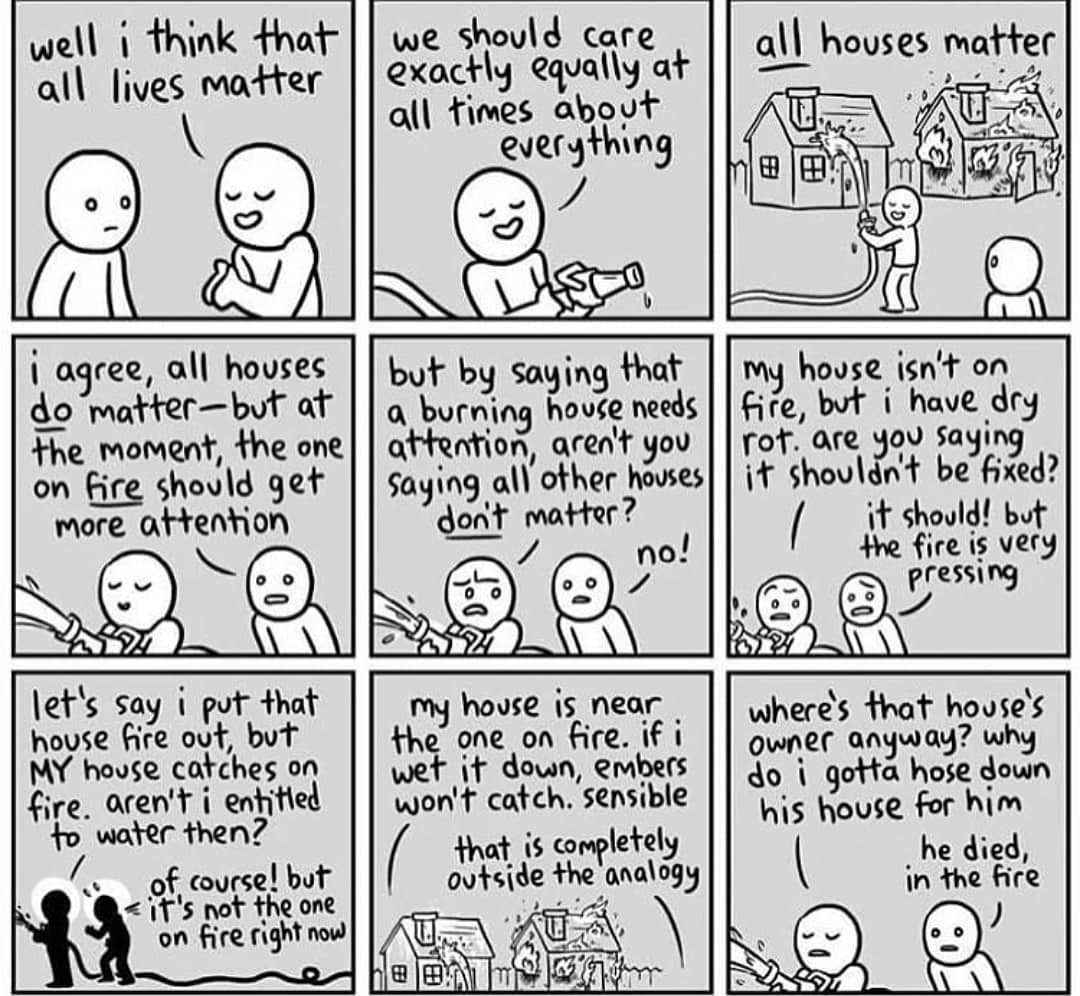 well i think that
all lives matter
we should care
exactly equally at
all times about
everything
all houses matter
i agree, all houses
do matter—but at
the moment, the one
on fire should get
more attention
but by saying that
a burning house needs
attention, aren't you
saying all other houses
don't matter?
no!
my house isn't on
fire, but i have dry
rot. are you saying
it shouldn't be fixed?
it should! but
the fire is very
pressing
let's say i put that
house fire out, but
MY house catches on
fire. aren't i entitled
to water then?
of course! but
it's not the one
on fire right now
my house is near
the one on fire. if i
wet it down, embers
won't catch. sensible
that is completely
outside the analogy
where's that house's
owner anyway? why
do i gotta hose down
his house for him
he died,
in the fire